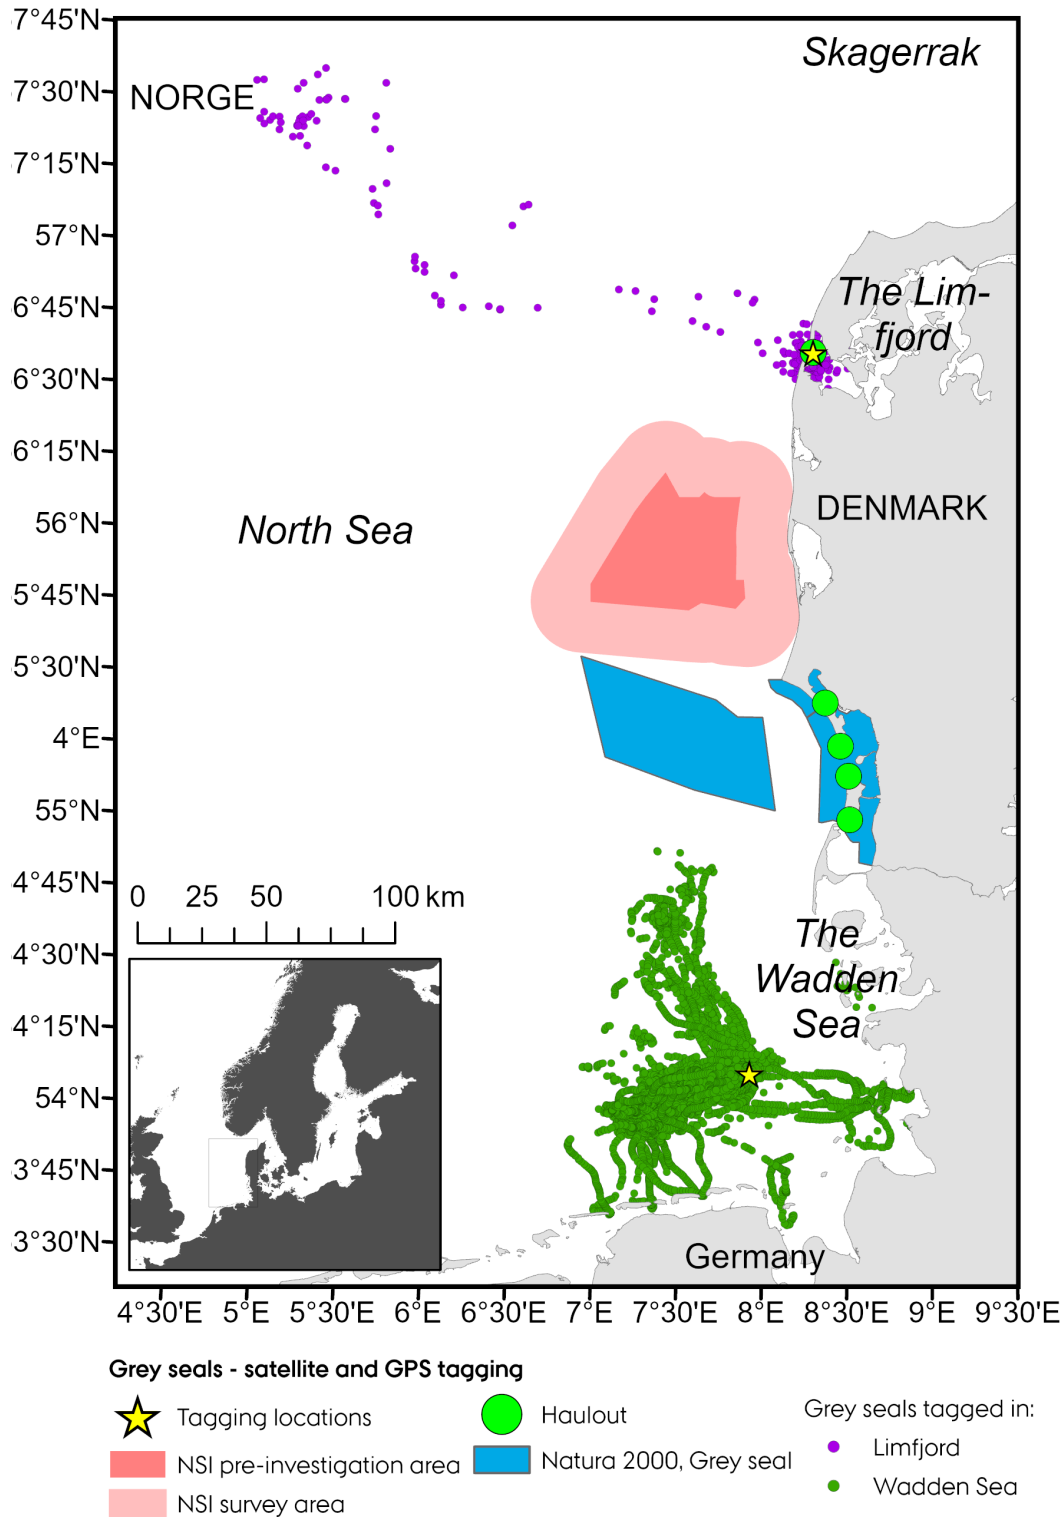 7°45'N
Skagerrak
7°30'N
NORGE
7°15'N
57°N
6°45'N
The Lim-
fjord
6°30'N
6°15'N
56°N
North Sea
DENMARK
5°45'N
5°30'N
4°E
55°N
4°45'N
0 25 50 100 km
4°30'N
The
Wadden
Sea
4°15'N
54°N
3°45'N
3°30'N
Germany
4°30'E 5°E 5°30'E 6°E 6°30'E 7°E 7°30'E 8°E 8°30'E 9°E 9°30'E
Grey seals - satellite and GPS tagging
Tagging locations
NSI pre-investigation area
NSI survey area
Haulout
Natura 2000, Grey seal
Grey seals tagged in:
Limfjord
Wadden Sea